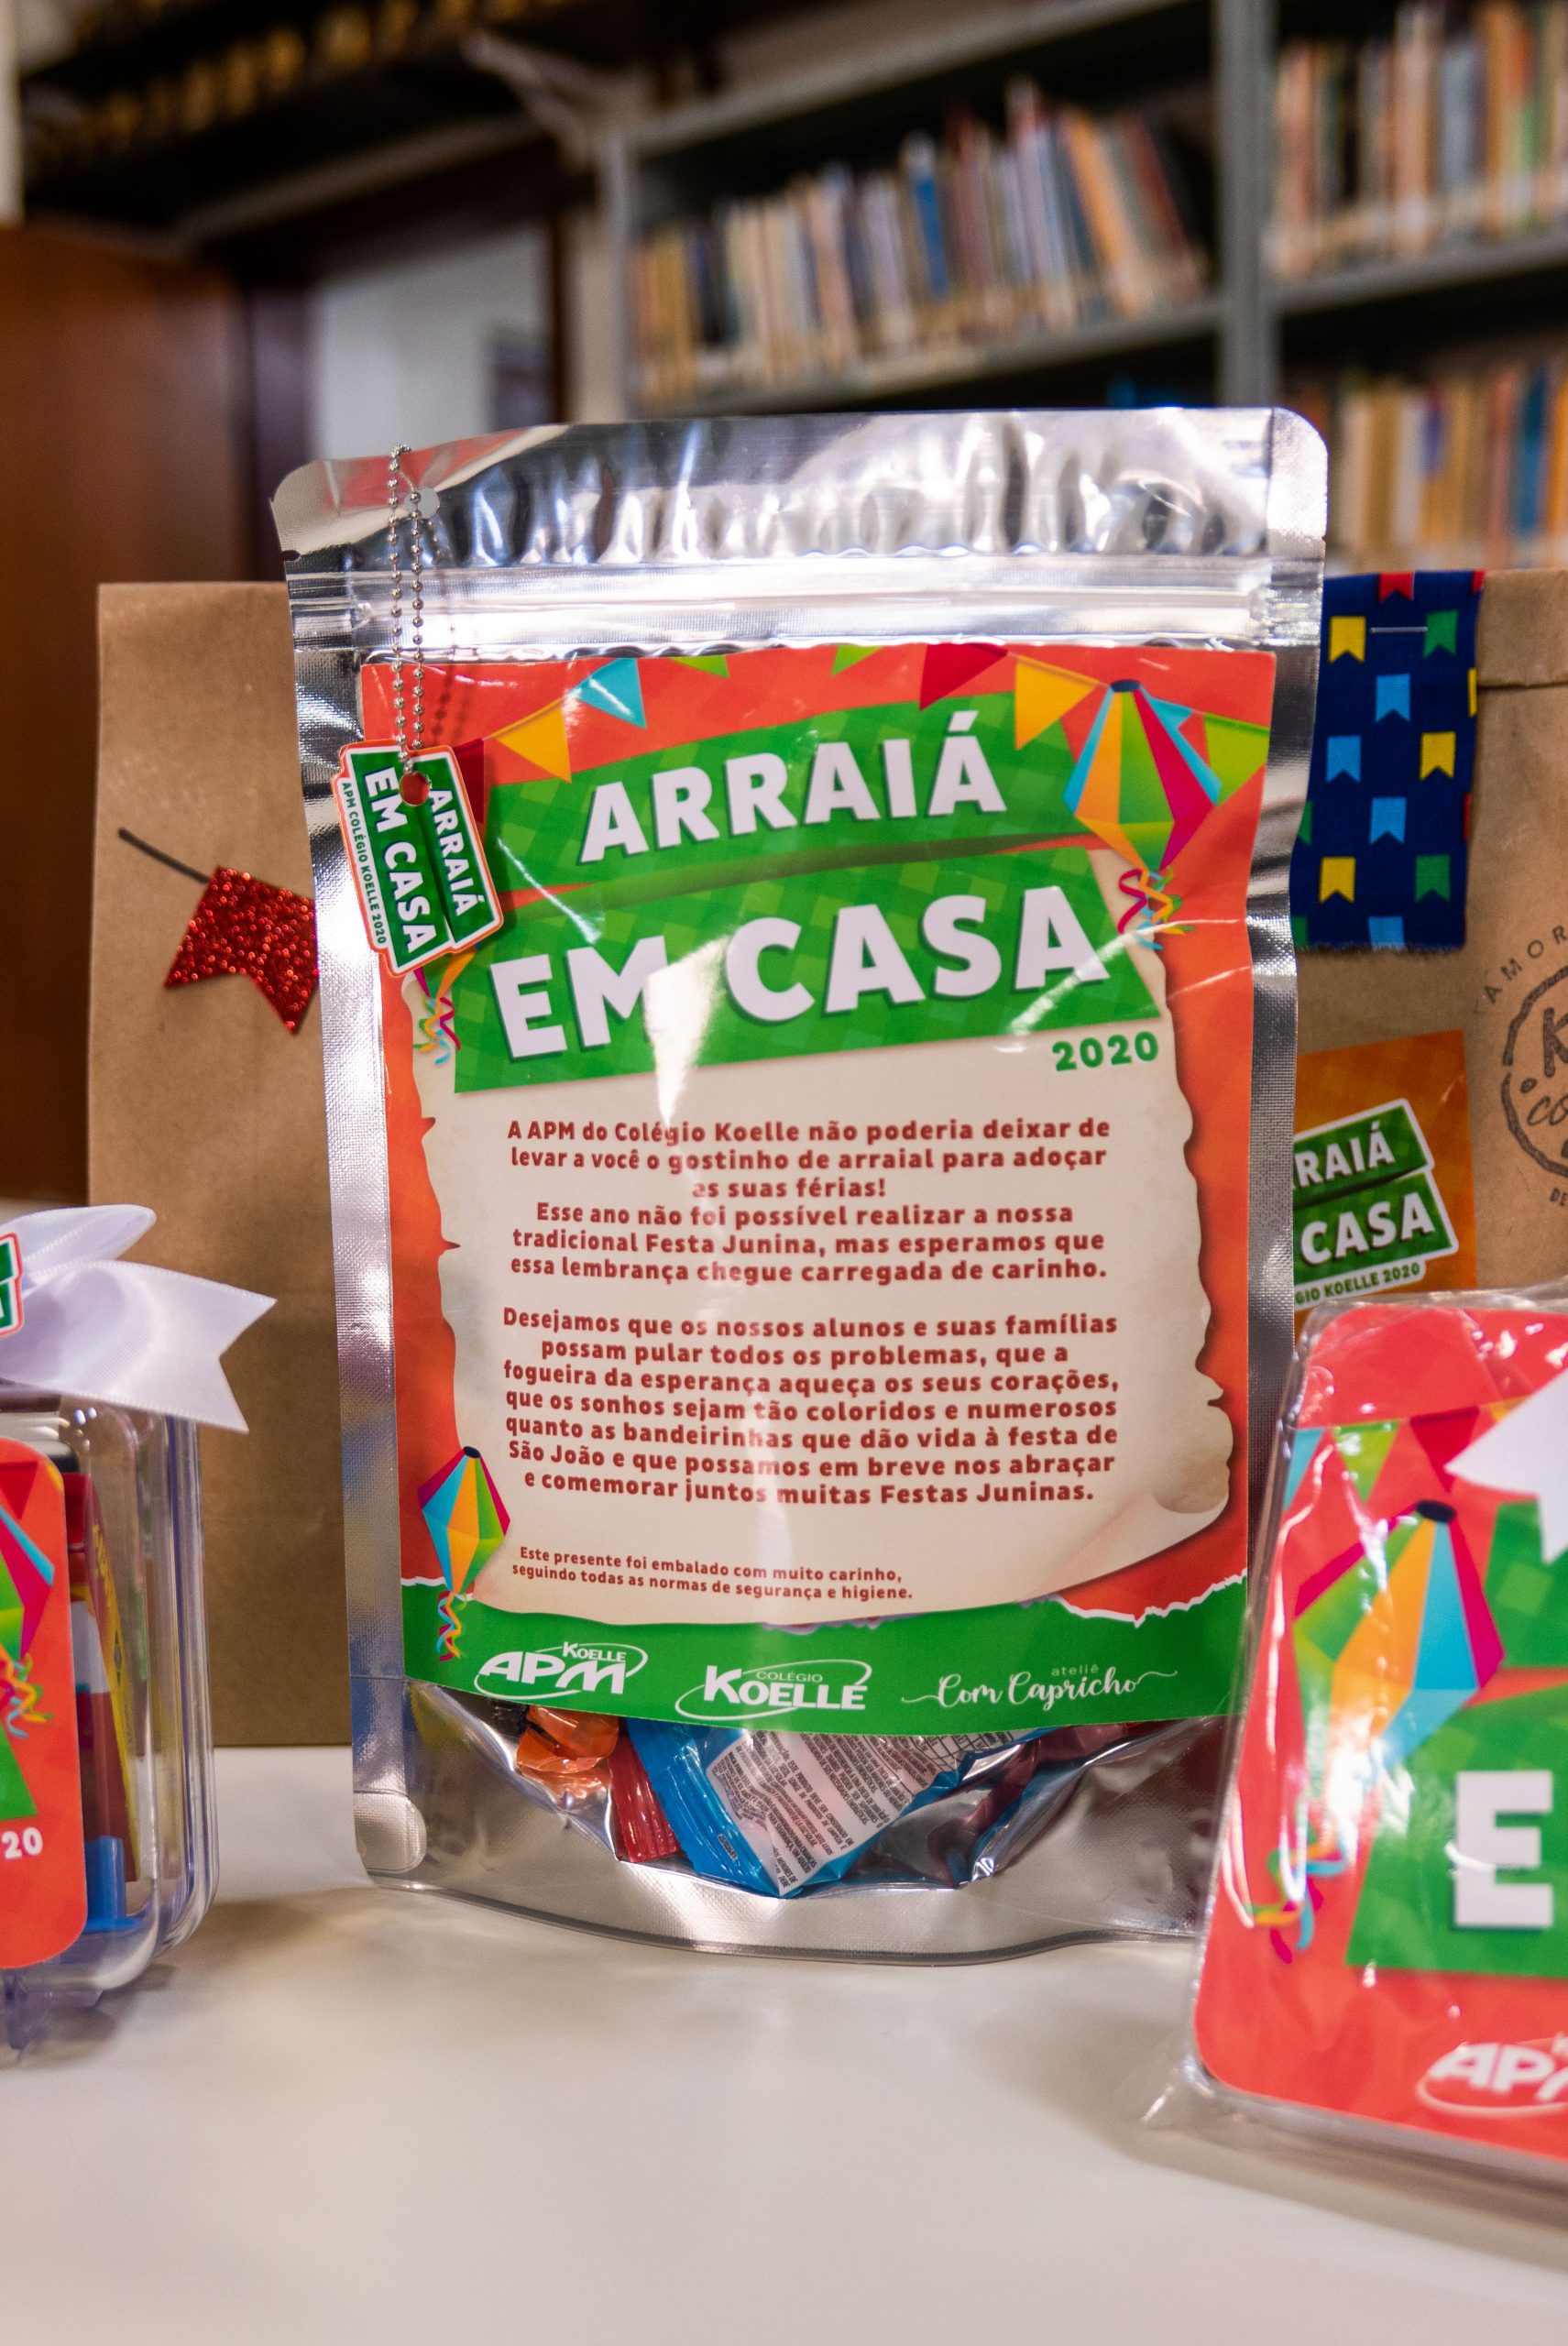 ARRAIÁ
EM CASA
2020
A APM do Colégio Koelle não poderia deixar de
levar a você o gostinho de arraial para adoçar
as suas férias!
Esse ano não foi possível realizar a nossa
tradicional Festa Junina, mas esperamos que
essa lembrança chegue carregada de carinho.
Desejamos que os nossos alunos e suas famílias
possam pular todos os problemas, que a
fogueira da esperança aqueça os seus corações,
que os sonhos sejam tão coloridos e numerosos
quanto as bandeirinhas que dão vida à festa de
São João e que possamos em breve nos abraçar
e comemorar juntos muitas Festas Juninas.
Este presente foi embalado com muito carinho,
seguindo todas as normas de segurança e higiene.
KOELLE
APM
COLÉGIO
KOELLE
ateliê
Com Capricho
ARRAIÁ
EM CASA
APM COLÉGIO KOELLE 2020
RAIÁ
CASA
GIO KOELLE 2020
AMOR
20
E
AP